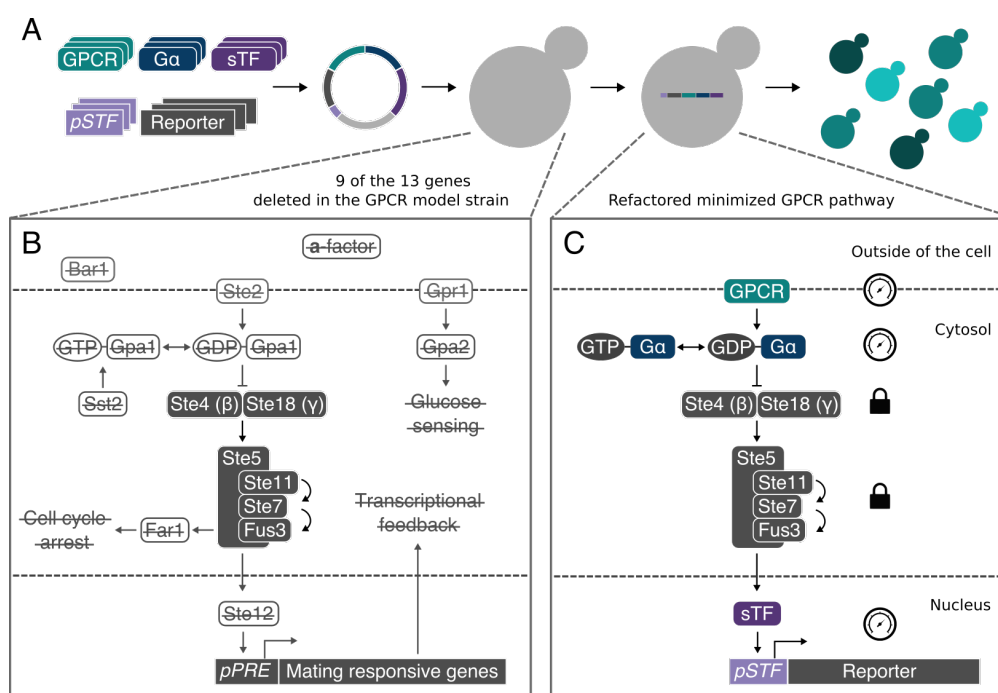 A
GPCR
Gα
sTF
pSTF
Reporter
9 of the 13 genes
deleted in the GPCR model strain
Refactored minimized GPCR pathway
B
a-factor
Bar1
Ste2
Gpr1
GTP
Gpa1
GDP
Gpa1
Gpa2
Sst2
Ste4 (β)
Ste18 (γ)
Glucose
sensing
Ste5
Ste11
Ste7
Fus3
Transcriptional
feedback
Cell cycle
arrest
Far1
Ste12
pPRE
Mating responsive genes
C
Outside of the cell
GPCR
Cytosol
GTP
Gα
GDP
Gα
Ste4 (β)
Ste18 (γ)
Ste5
Ste11
Ste7
Fus3
Nucleus
sTF
pSTF
Reporter